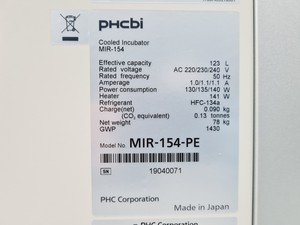 PHCbi
Cooled Incubator
MIR-154
Effective capacity 123 L
Rated voltage AC 220/230/240 V
Rated frequency 50 Hz
Amperage 1.0/1.1/1.1 A
Power consumption 130/135/140 W
Heater 141 W
Refrigerant HFC-134a
Charge(net) 0.090 kg
(CO₂ equivalent) 0.13 tonnes
Net weight 78 kg
GWP 1430
Model No. MIR-154-PE
SN 19040071
PHC Corporation
Made in Japan
PHC Corporation